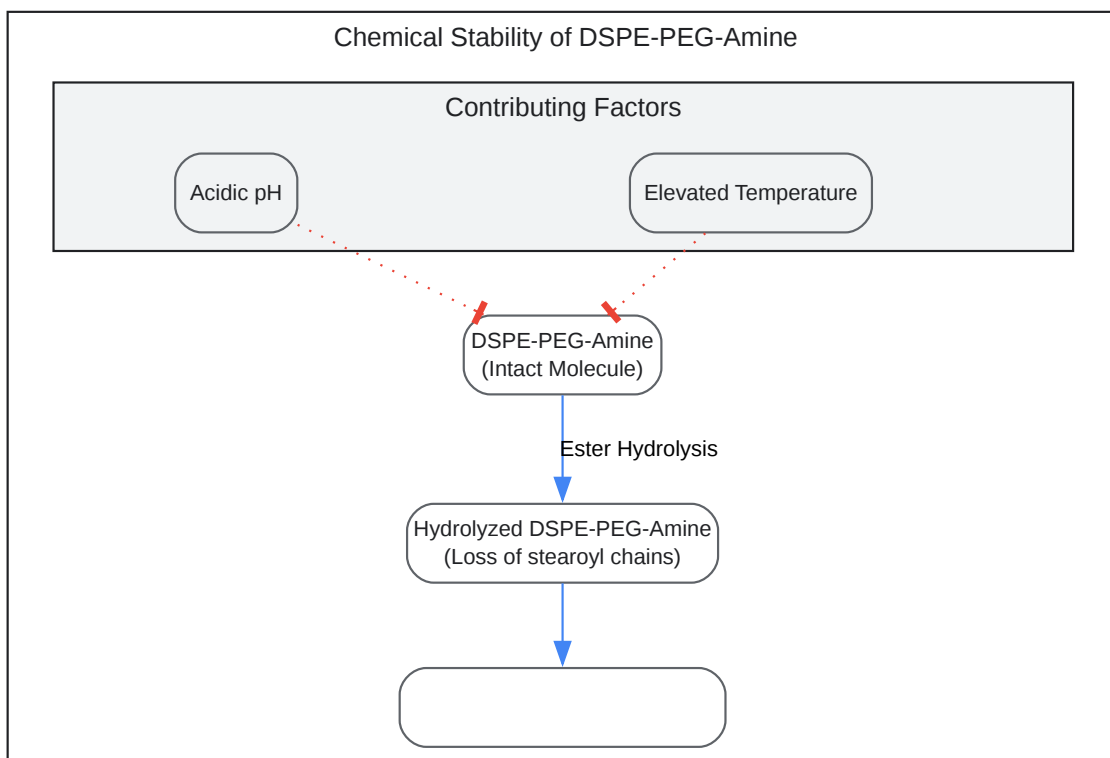 Chemical Stability of DSPE-PEG-Amine
Contributing Factors
Acidic pH
Elevated Temperature
DSPE-PEG-Amine
(Intact Molecule)
Ester Hydrolysis
Hydrolyzed DSPE-PEG-Amine
(Loss of stearoyl chains)